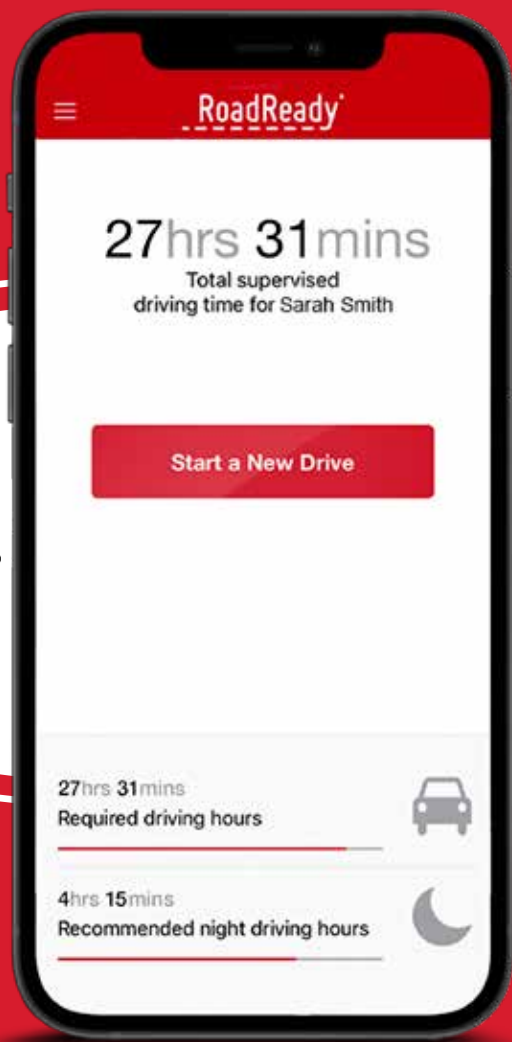 RoadReady
27hrs 31mins
Total supervised
driving time for Sarah Smith
Start a New Drive
27hrs 31mins
Required driving hours
4hrs 15mins
Recommended night driving hours